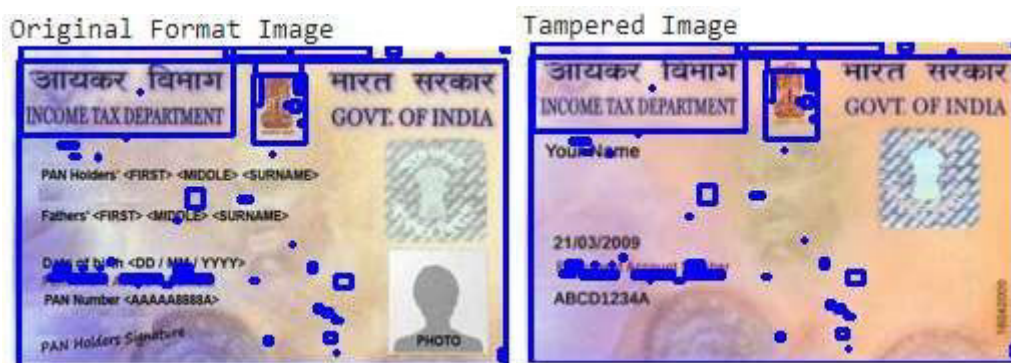 Original Format Image
आयकर विभाग
INCOME TAX DEPARTMENT
भारत सरकार
GOVT. OF INDIA
PAN Holders' <FIRST> <MIDDLE> <SURNAME>
Fathers' <FIRST> <MIDDLE> <SURNAME>
Date of birth <DD / MM / YYYY>
PAN Number <AAAAA8888A>
PAN Holders Signature
PHOTO
Tampered Image
आयकर विभाग
INCOME TAX DEPARTMENT
भारत सरकार
GOVT. OF INDIA
Your Name
21/03/2009
Account
ABCD1234A